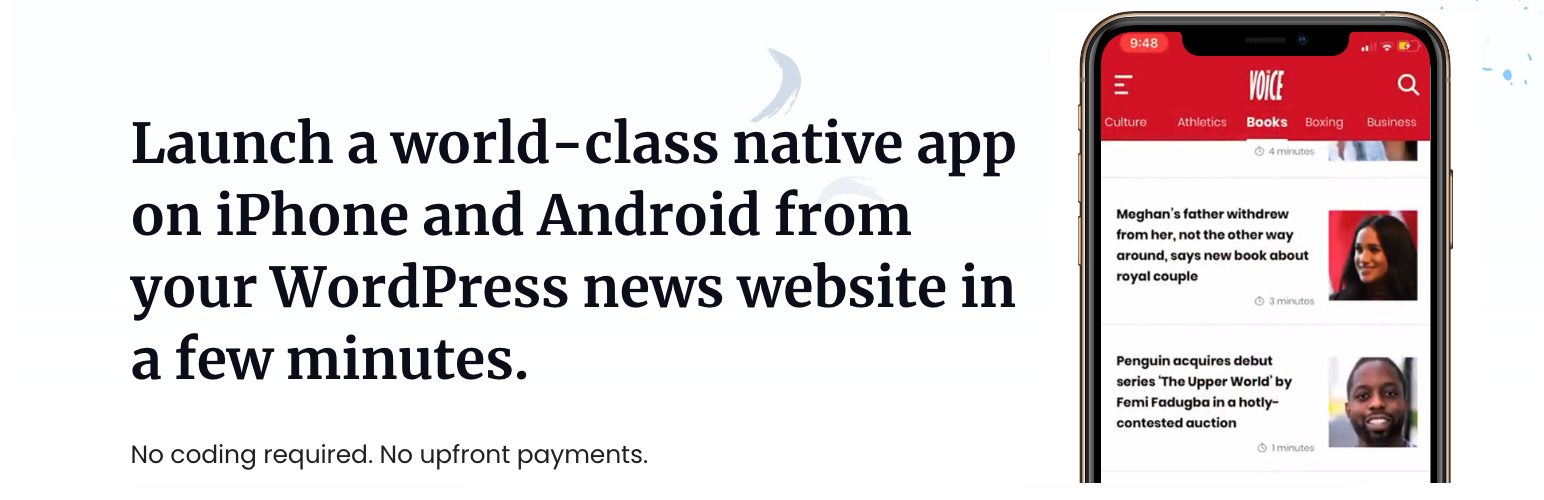 Launch a world-class native app
on iPhone and Android from
your WordPress news website in
a few minutes.
No coding required. No upfront payments.
9:48
VOiCE
Culture Athletics Books Boxing Business
4 minutes
Meghan's father withdrew
from her, not the other way
around, says new book about
royal couple
3 minutes
Penguin acquires debut
series 'The Upper World' by
Femi Fadugba in a hotly-
contested auction
1 minutes